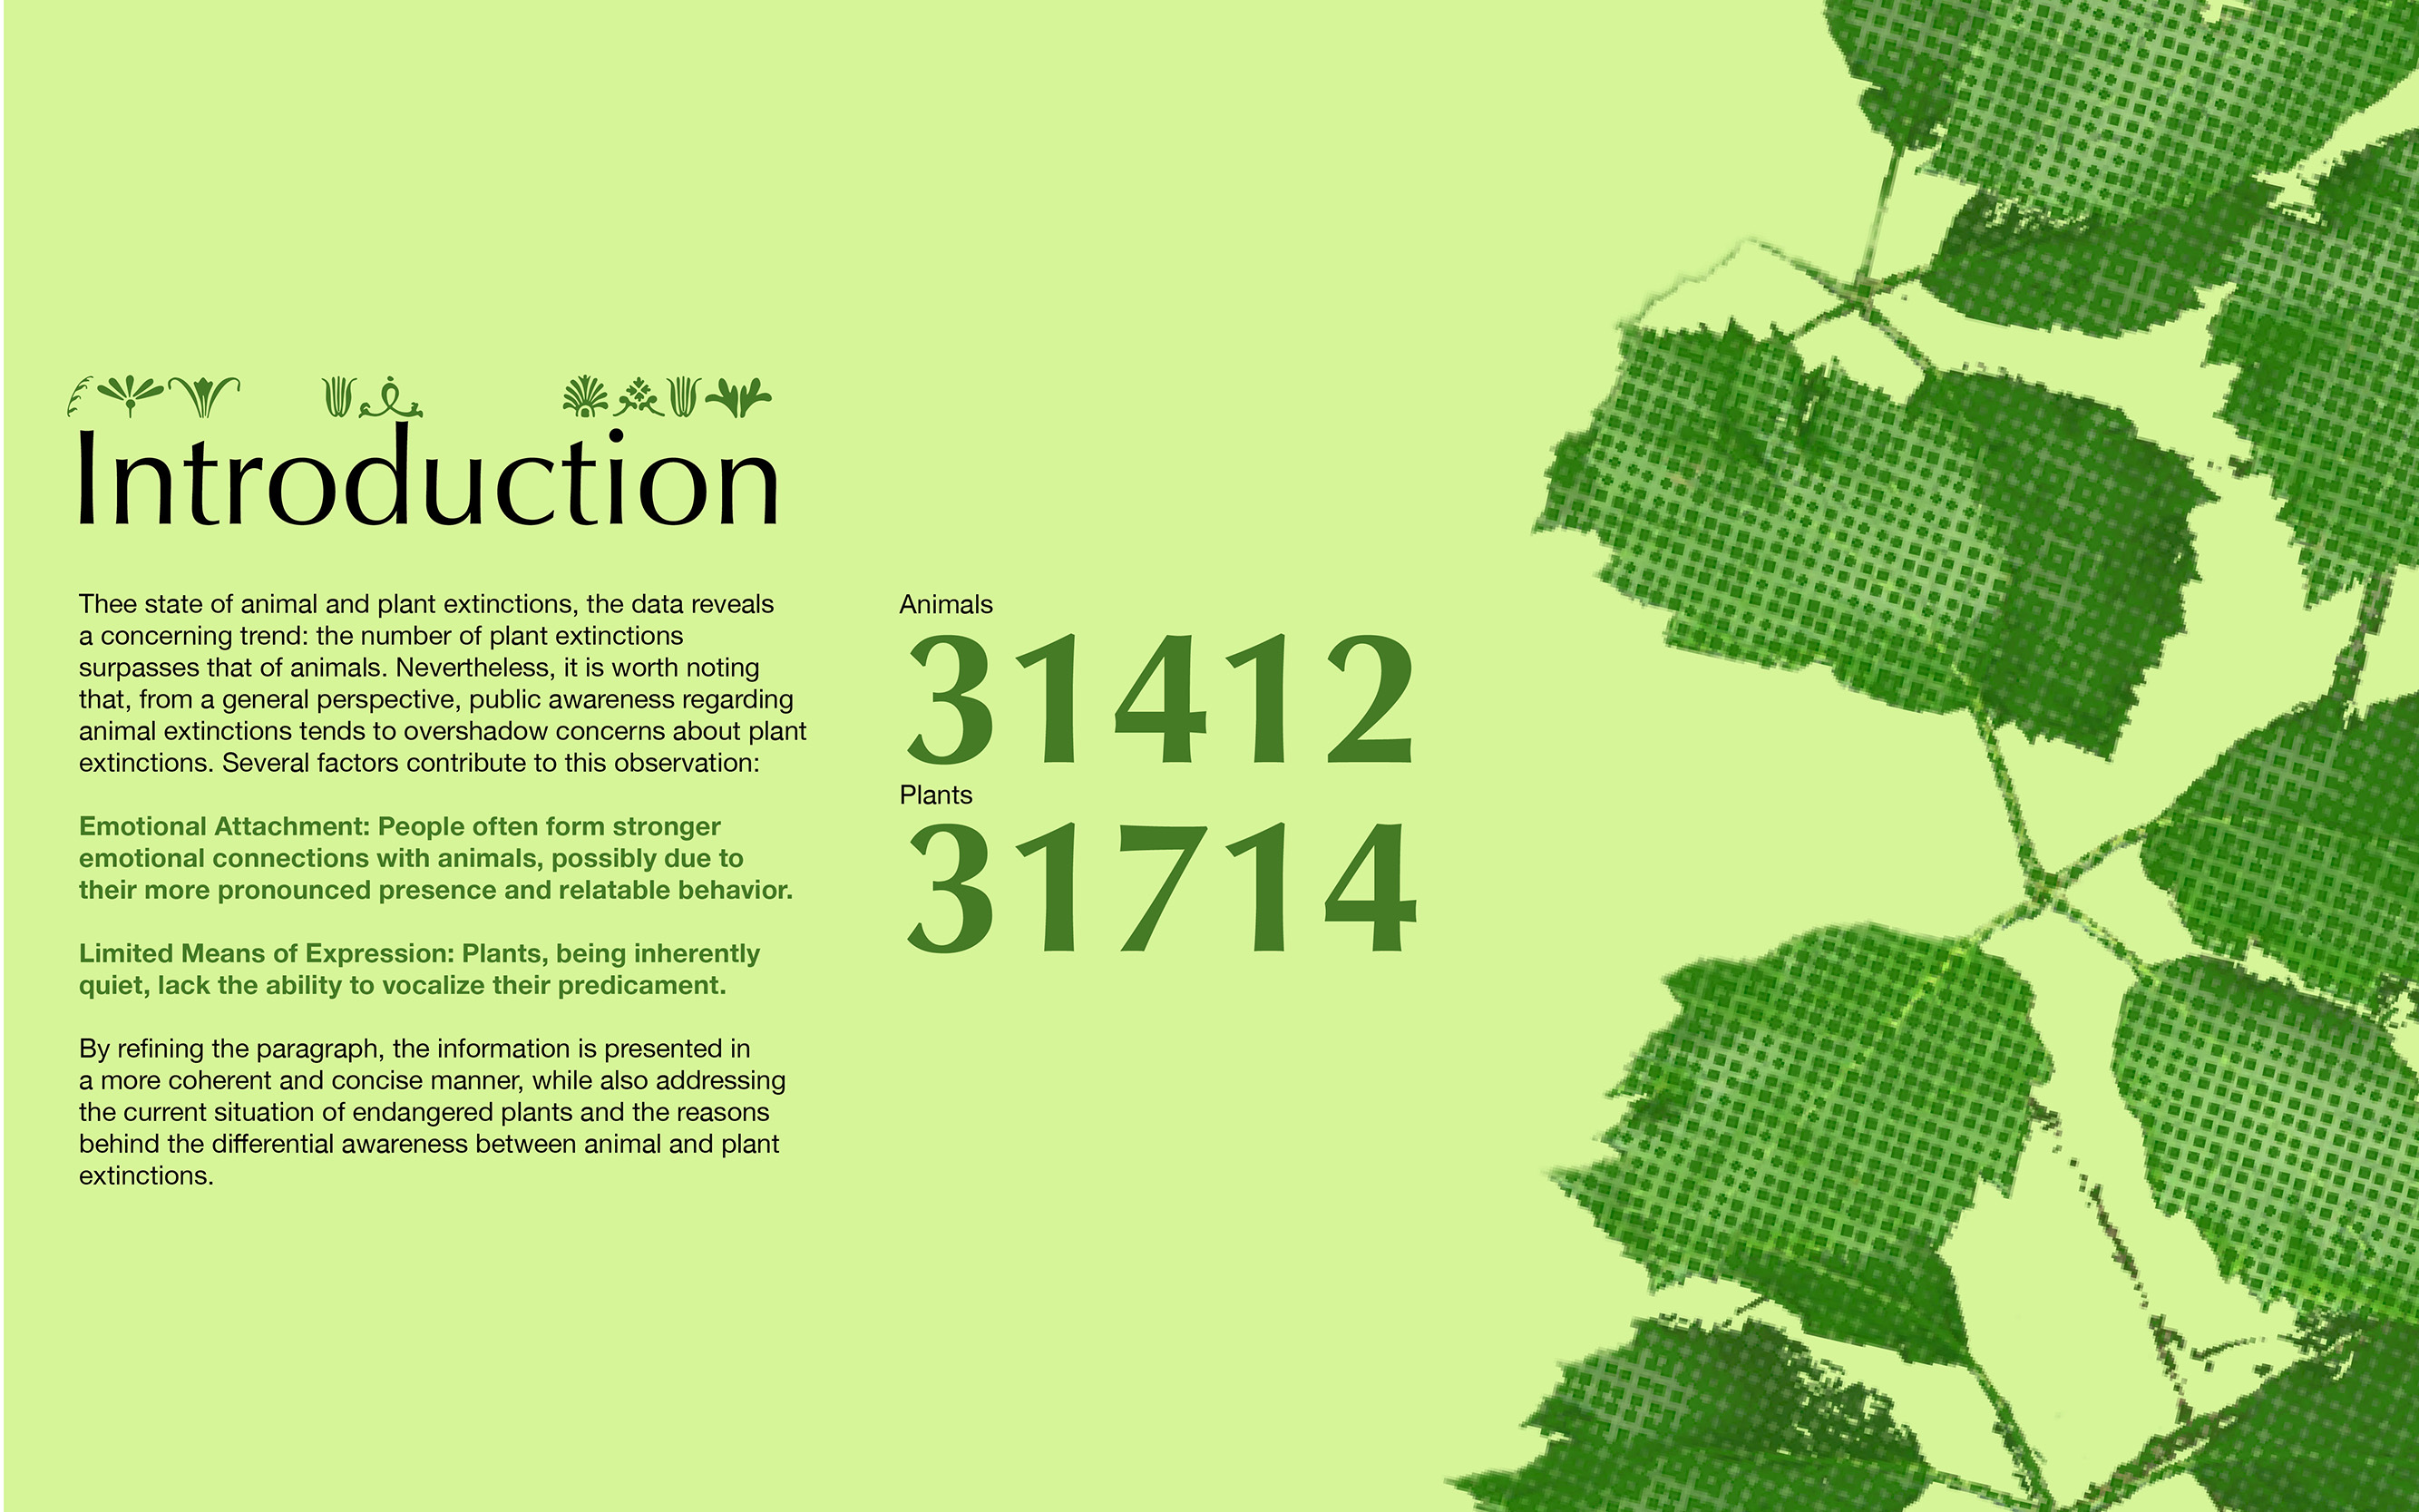 Introduction
Thee state of animal and plant extinctions, the data reveals
a concerning trend: the number of plant extinctions
surpasses that of animals. Nevertheless, it is worth noting
that, from a general perspective, public awareness regarding
animal extinctions tends to overshadow concerns about plant
extinctions. Several factors contribute to this observation:
Emotional Attachment: People often form stronger
emotional connections with animals, possibly due to
their more pronounced presence and relatable behavior.
Limited Means of Expression: Plants, being inherently
quiet, lack the ability to vocalize their predicament.
By refining the paragraph, the information is presented in
a more coherent and concise manner, while also addressing
the current situation of endangered plants and the reasons
behind the differential awareness between animal and plant
extinctions.
Animals
31412
Plants
31714